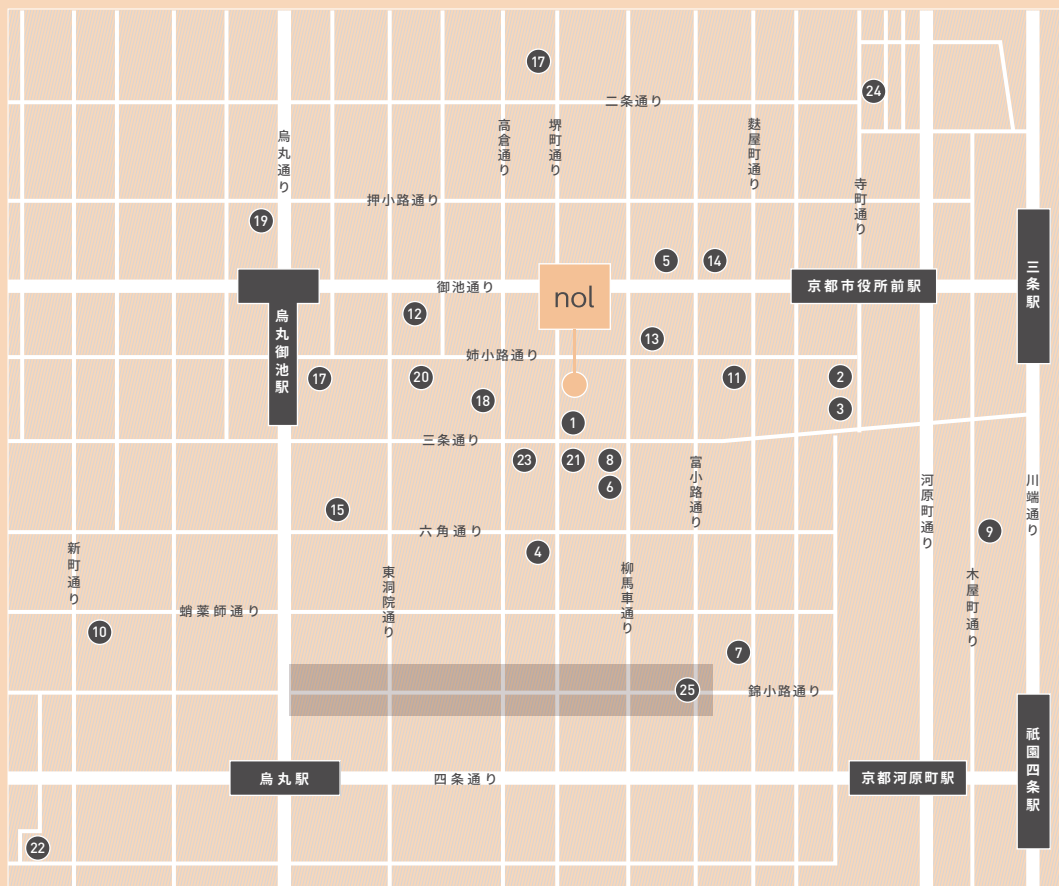 17
24
二条通り
烏丸通り
高倉通り
堺町通り
麩屋町通り
寺町通り
押小路通り
19
5
14
三条駅
御池通り
nol
京都市役所前駅
烏丸御池駅
12
13
姉小路通り
17
20
18
11
2
3
1
三条通り
23
21
8
6
富小路通り
河原町通り
川端通り
15
六角通り
4
9
新町通り
東洞院通り
柳馬車通り
木屋町通り
蛸薬師通り
10
7
25
錦小路通り
祇園四条駅
烏丸駅
四条通り
京都河原町駅
22